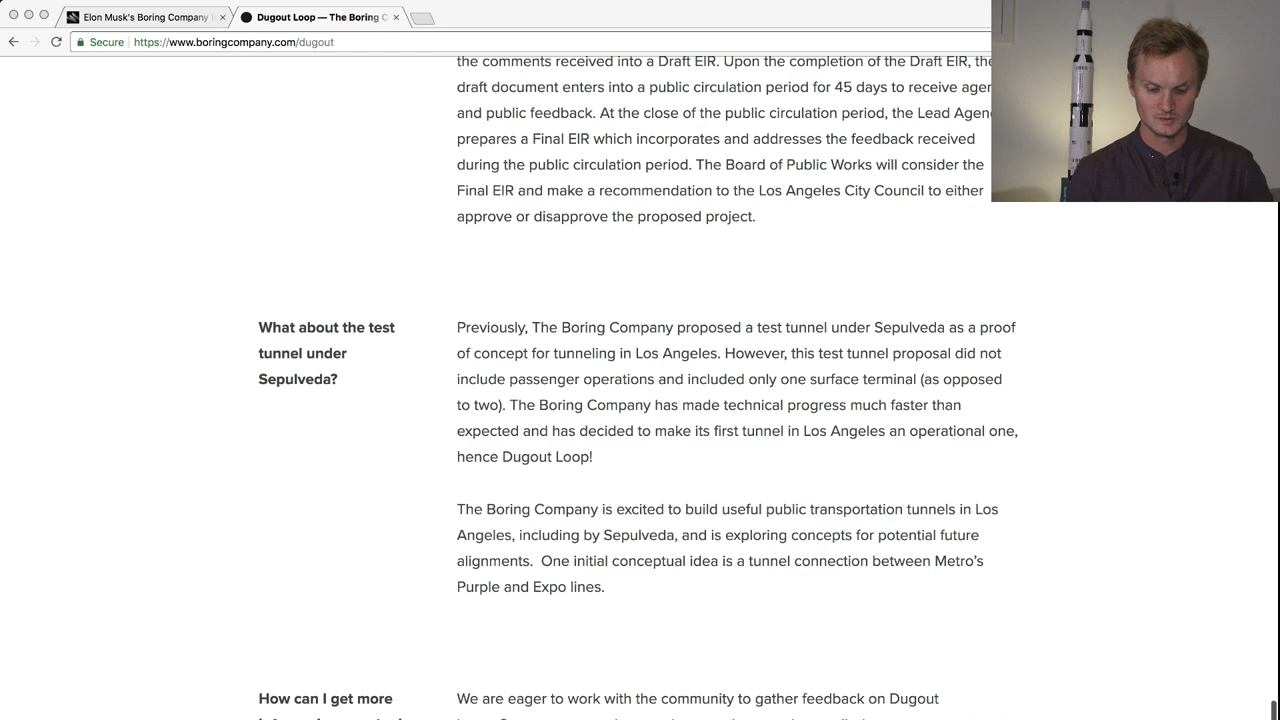 Elon Musk's Boring Company
Dugout Loop — The Boring C
Secure
https://www.boringcompany.com/dugout
the comments received into a Draft EIR. Upon the completion of the Draft EIR, the
draft document enters into a public circulation period for 45 days to receive agen
and public feedback. At the close of the public circulation period, the Lead Agen
prepares a Final EIR which incorporates and addresses the feedback received
during the public circulation period. The Board of Public Works will consider the
Final EIR and make a recommendation to the Los Angeles City Council to either
approve or disapprove the proposed project.
What about the test
tunnel under
Sepulveda?
Previously, The Boring Company proposed a test tunnel under Sepulveda as a proof
of concept for tunneling in Los Angeles. However, this test tunnel proposal did not
include passenger operations and included only one surface terminal (as opposed
to two). The Boring Company has made technical progress much faster than
expected and has decided to make its first tunnel in Los Angeles an operational one,
hence Dugout Loop!
The Boring Company is excited to build useful public transportation tunnels in Los
Angeles, including by Sepulveda, and is exploring concepts for potential future
alignments.  One initial conceptual idea is a tunnel connection between Metro's
Purple and Expo lines.
How can I get more
We are eager to work with the community to gather feedback on Dugout